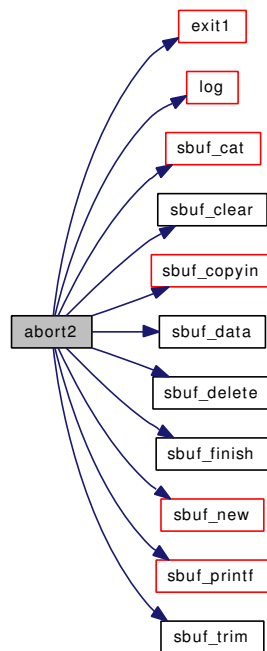 exit1
log
sbuf_cat
sbuf_clear
sbuf_copyin
abort2
sbuf_data
sbuf_delete
sbuf_finish
sbuf_new
sbuf_printf
sbuf_trim